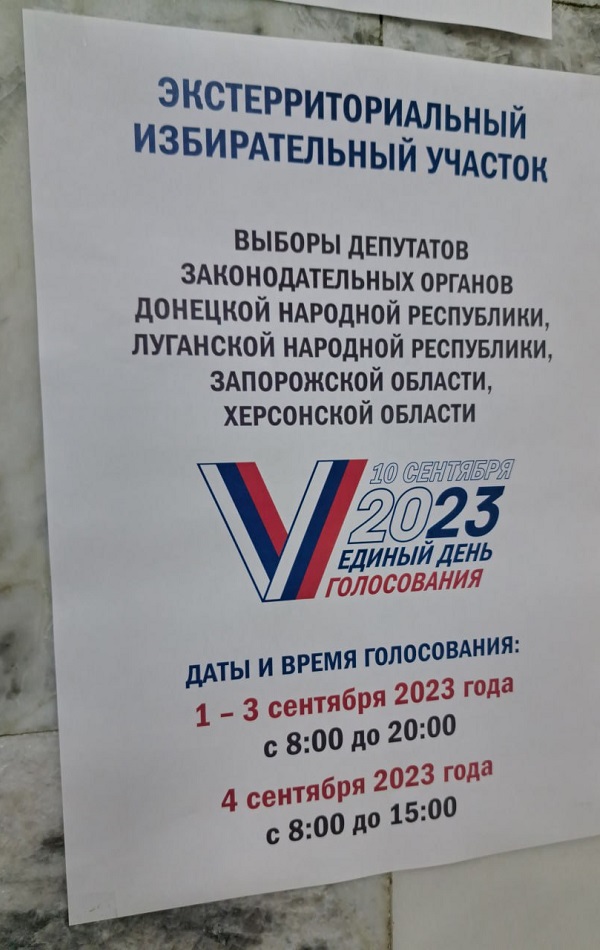 ЭКСТЕРРИТОРИАЛЬНЫЙ
ИЗБИРАТЕЛЬНЫЙ УЧАСТОК
ВЫБОРЫ ДЕПУТАТОВ
ЗАКОНОДАТЕЛЬНЫХ ОРГАНОВ
ДОНЕЦКОЙ НАРОДНОЙ РЕСПУБЛИКИ,
ЛУГАНСКОЙ НАРОДНОЙ РЕСПУБЛИКИ,
ЗАПОРОЖСКОЙ ОБЛАСТИ,
ХЕРСОНСКОЙ ОБЛАСТИ
10 СЕНТЯБРЯ
2023
ЕДИНЫЙ ДЕНЬ
ГОЛОСОВАНИЯ
ДАТЫ И ВРЕМЯ ГОЛОСОВАНИЯ:
1 – 3 сентября 2023 года
с 8:00 до 20:00
4 сентября 2023 года
с 8:00 до 15:00